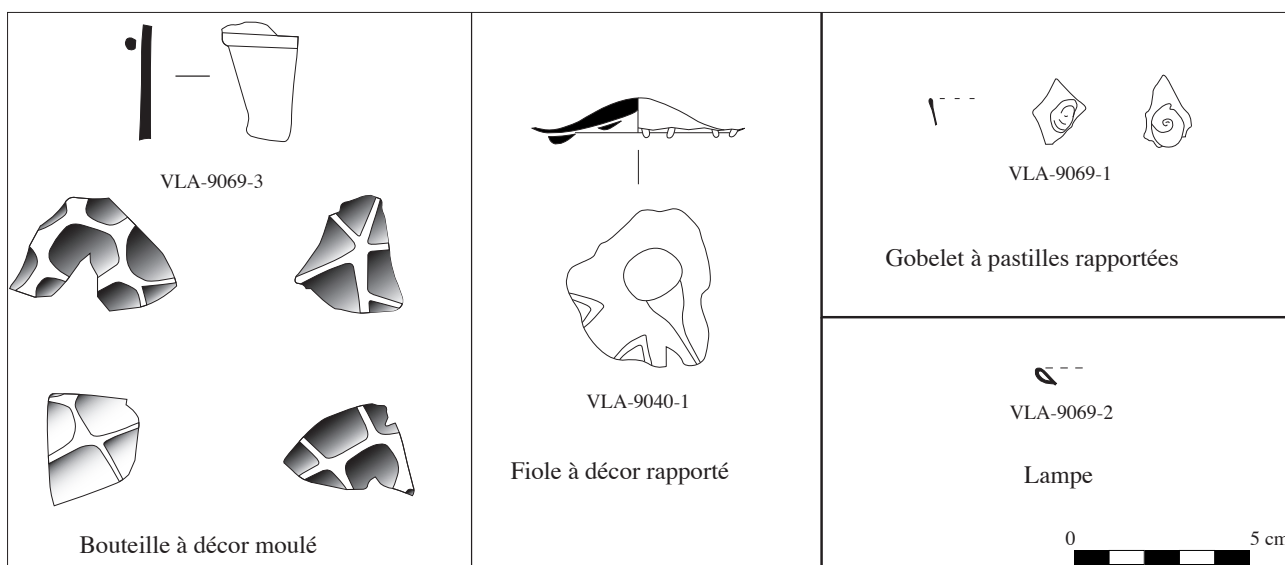 VLA-9069-3
Bouteille à décor moulé
VLA-9040-1
Fiole à décor rapporté
VLA-9069-1
Gobelet à pastilles rapportées
VLA-9069-2
Lampe
0 5 cm